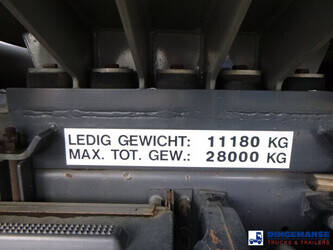 LEDIG GEWICHT: 11180 KG
MAX. TOT. GEW.: 28000 KG
DINGEMANSE
TRUCKS & TRAILERS